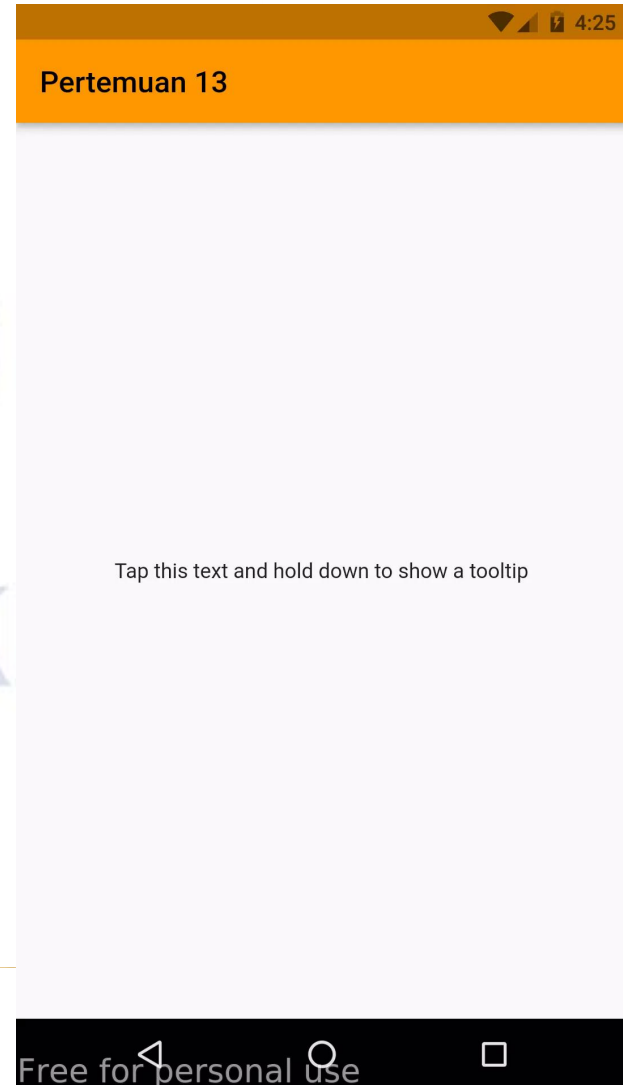 4:25
Pertemuan 13
Tap this text and hold down to show a tooltip
Free for personal use